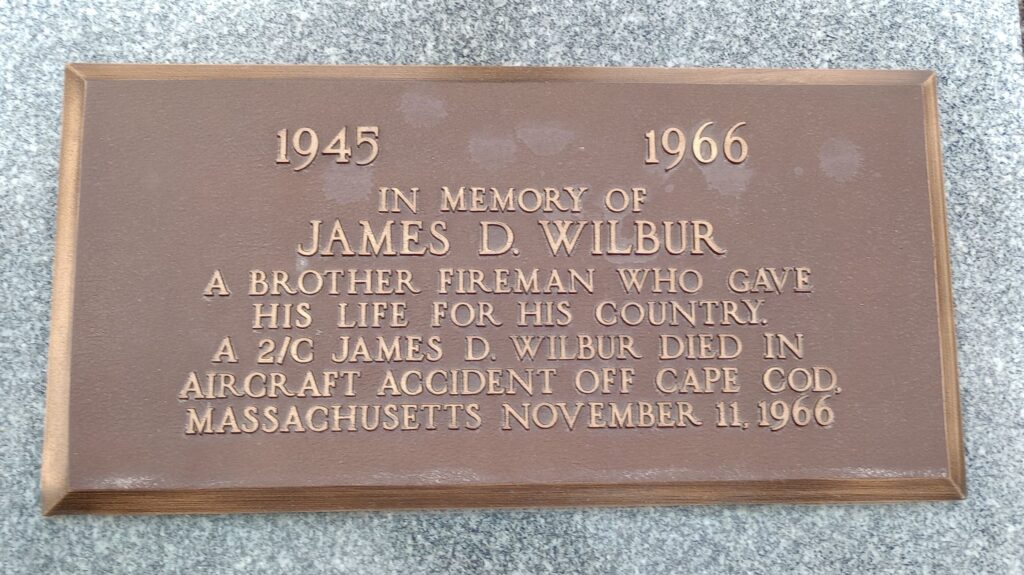 1945 1966
IN MEMORY OF
JAMES D. WILBUR
A BROTHER FIREMAN WHO GAVE
HIS LIFE FOR HIS COUNTRY.
A 2/C JAMES D. WILBUR DIED IN
AIRCRAFT ACCIDENT OFF CAPE COD,
MASSACHUSETTS NOVEMBER 11, 1966